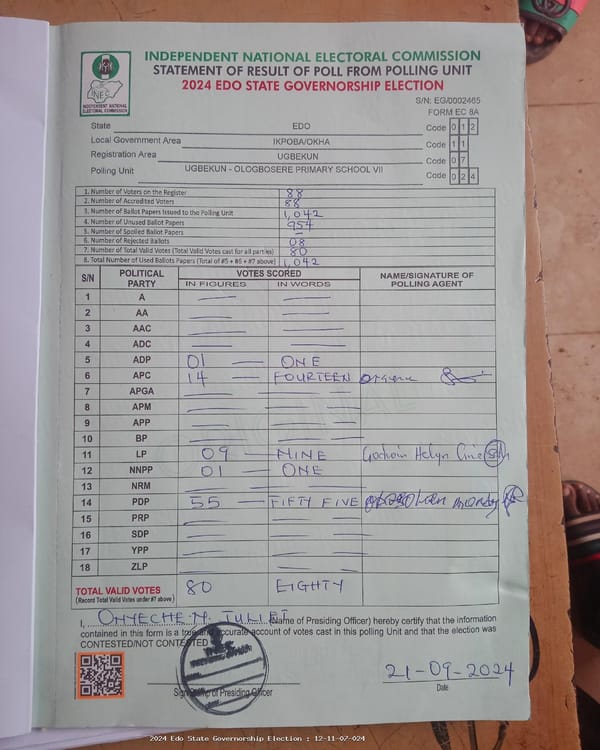 INDEPENDENT NATIONAL ELECTORAL COMMISSION
STATEMENT OF RESULT OF POLL FROM POLLING UNIT
2024 EDO STATE GOVERNORSHIP ELECTION
INEC
INDEPENDENT NATIONAL ELECTORAL COMMISSION
S/N: EG/0002465
FORM EC 8A
State EDO Code 0 1 2
Local Government Area IKPOBA/OKHA Code 1 1
Registration Area UGBEKUN Code 0 7
Polling Unit UGBEKUN - OLOGBOSERE PRIMARY SCHOOL VII Code 0 2 4
1. Number of Voters on the Register 88
2. Number of Accredited Voters 88
3. Number of Ballot Papers Issued to the Polling Unit 1,042
4. Number of Unused Ballot Papers 954
5. Number of Spoiled Ballot Papers —
6. Number of Rejected Ballots 08
7. Number of Total Valid Votes (Total Valid Votes cast for all parties) 80
8. Total Number of Used Ballots Papers (Total of #5 + #6 + #7 above) 1,042
S/N POLITICAL PARTY VOTES SCORED NAME/SIGNATURE OF POLLING AGENT
IN FIGURES IN WORDS
1 A — —
2 AA — —
3 AAC — —
4 ADC — —
5 ADP 01 — ONE
6 APC 14 — FOURTEEN
7 APGA — —
8 APM — —
9 APP — —
10 BP — —
11 LP 09 — NINE
12 NNPP 01 — ONE
13 NRM — —
14 PDP 55 — FIFTY FIVE
15 PRP — —
16 SDP — —
17 YPP — —
18 ZLP — —
TOTAL VALID VOTES 80 EIGHTY
(Record Total Valid Votes under #7 above)
I, ONYECHE M. JULIET (Name of Presiding Officer) hereby certify that the information
contained in this form is a true and accurate account of votes cast in this polling Unit and that the election was
CONTESTED/NOT CONTESTED
Sign/Stamp of Presiding Officer
21-09-2024
Date
2024 Edo State Governorship Election : 12-11-07-024